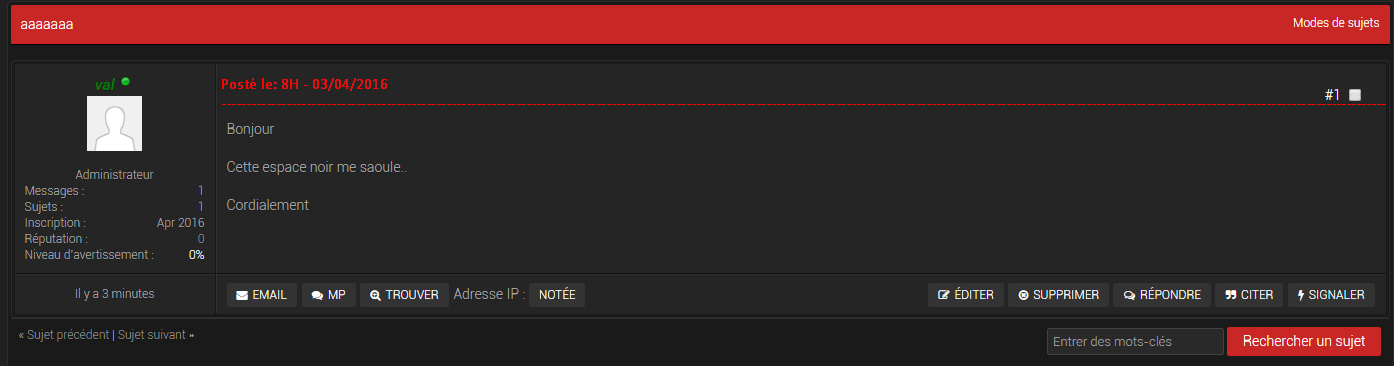 aaaaaaa Modes de sujets
val
Posté le: 8H - 03/04/2016
#1
Bonjour
Cette espace noir me saoule..
Cordialement
Administrateur
Messages : 1
Sujets : 1
Inscription : Apr 2016
Réputation : 0
Niveau d'avertissement : 0%
Il y a 3 minutes
EMAIL MP TROUVER Adresse IP : NOTÉE ÉDITER SUPPRIMER RÉPONDRE CITER SIGNALER
« Sujet précédent | Sujet suivant »
Entrer des mots-clés Rechercher un sujet